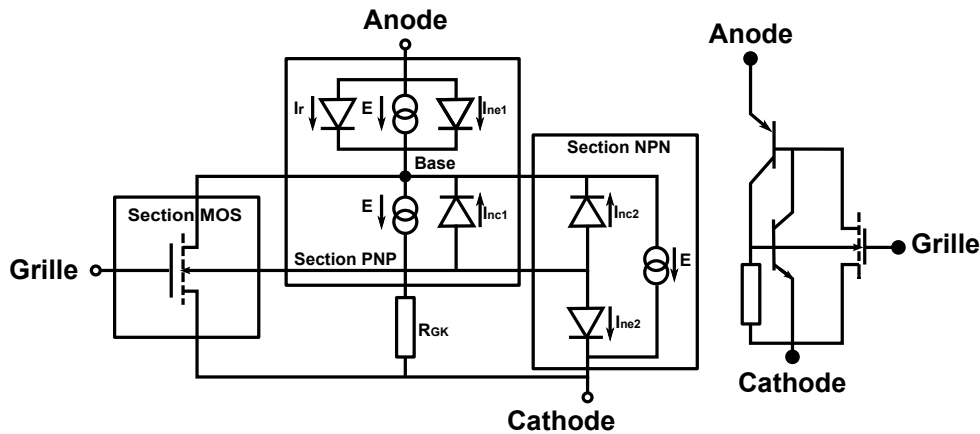 Anode
Ir
E
Ine1
Base
Section NPN
Section MOS
E
Inc1
Inc2
E
Grille
Section PNP
RGK
Ine2
Cathode
Anode
Grille
Cathode